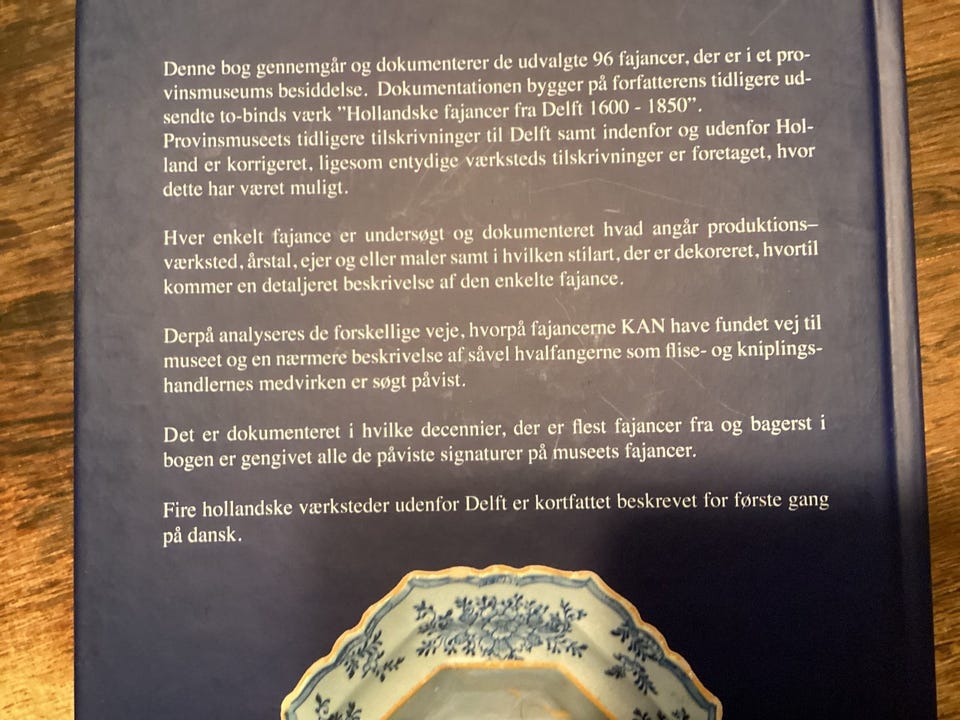 Denne bog gennemgår og dokumenterer de udvalgte 96 fajancer, der er i et pro-
vinsmuseums besiddelse. Dokumentationen bygger på forfatterens tidligere ud-
sendte to-binds værk ”Hollandske fajancer fra Delft 1600 - 1850”.
Provinsmuseets tidligere tilskrivninger til Delft samt indenfor og udenfor Hol-
land er korrigeret, ligesom entydige værksteds tilskrivninger er foretaget, hvor
dette har været muligt.
Hver enkelt fajance er undersøgt og dokumenteret hvad angår produktions–
værksted, årstal, ejer og eller maler samt i hvilken stilart, der er dekoreret, hvortil
kommer en detaljeret beskrivelse af den enkelte fajance.
Derpå analyseres de forskellige veje, hvorpå fajancerne KAN have fundet vej til
museet og en nærmere beskrivelse af såvel hvalfangerne som flise- og kniplings-
handlernes medvirken er søgt påvist.
Det er dokumenteret i hvilke decennier, der er flest fajancer fra og bagerst i
bogen er gengivet alle de påviste signaturer på museets fajancer.
Fire hollandske værksteder udenfor Delft er kortfattet beskrevet for første gang
på dansk.